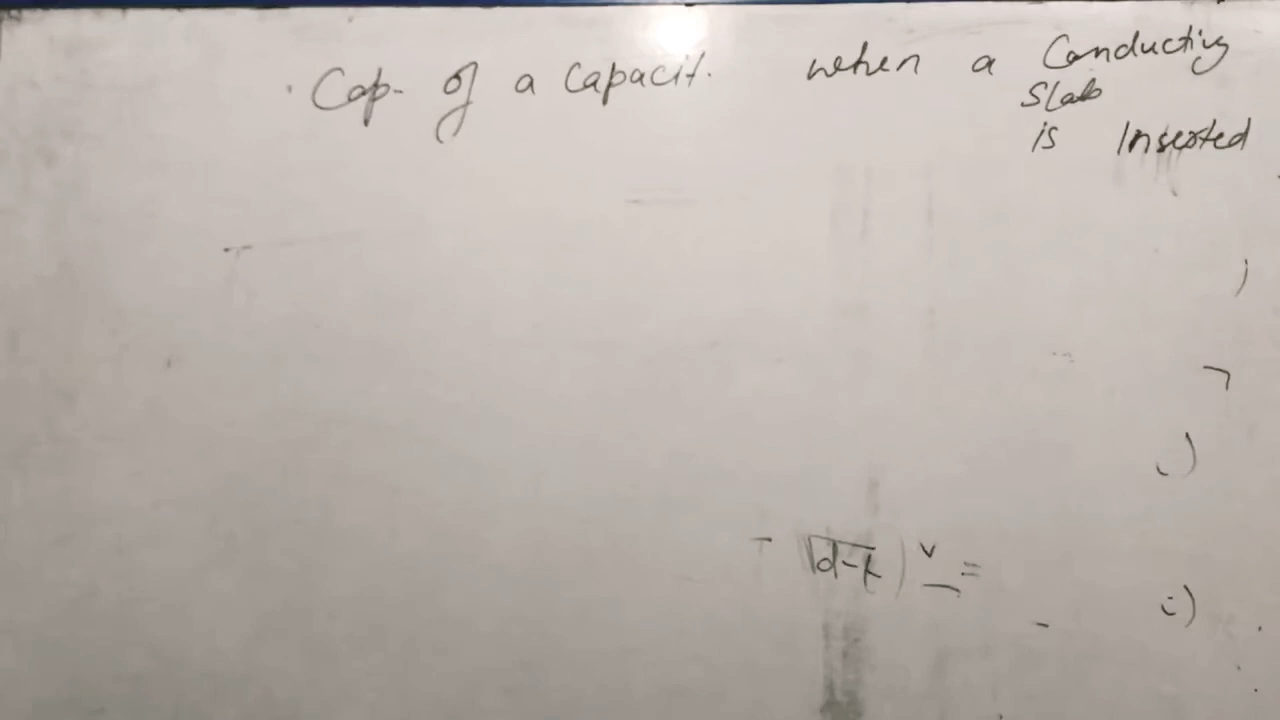 Cap. of a Capacit. when a Conducting
Slab
is Inserted
d-t